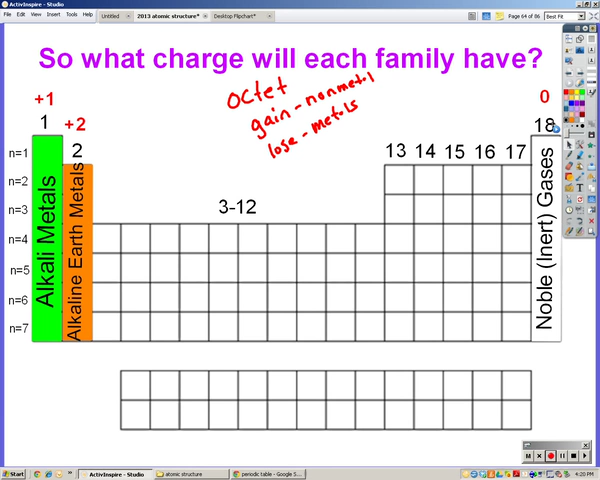 ActivInspire - Studio
File Edit View Insert Tools Help
Untitled 2013 atomic structure* Desktop Flipchart* Page 64 of 86 Best Fit
So what charge will each family have?
octet
gain - nonmetal
lose - metals
+1 +2 0
1 2 3-12 13 14 15 16 17 18
n=1
n=2
n=3
n=4
n=5
n=6
n=7
Alkali Metals
Alkaline Earth Metals
Noble (Inert) Gases
Start ActivInspire - Studio atomic structure periodic table - Google S... 4:20 PM